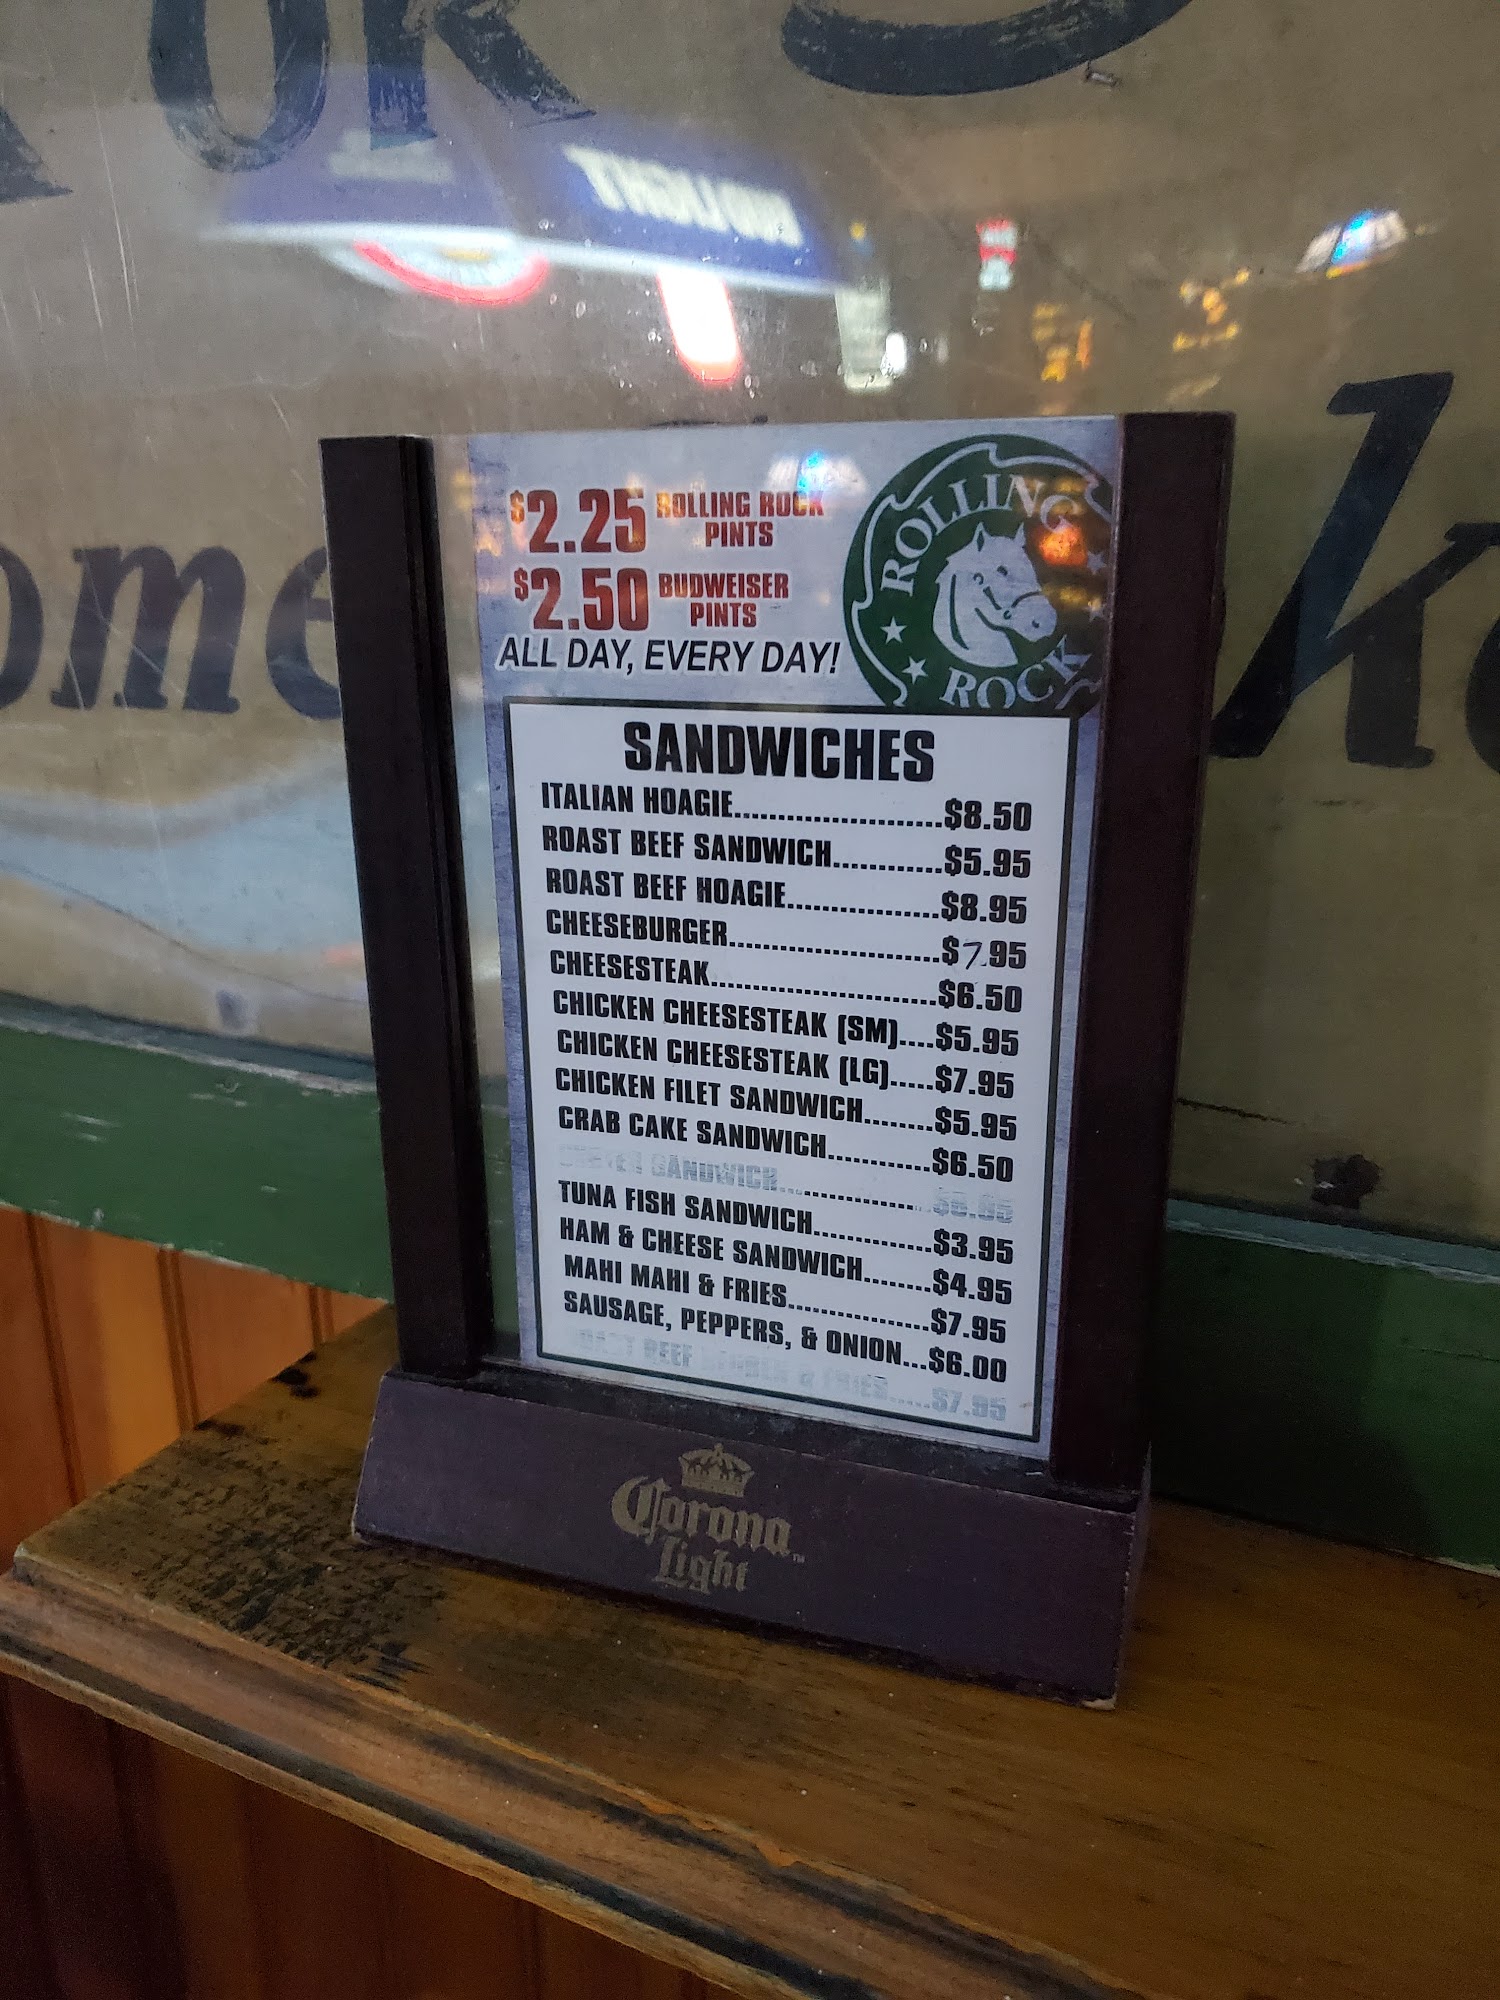 ome
k
$2.25 ROLLING ROCK PINTS
$2.50 BUDWEISER PINTS
ALL DAY, EVERY DAY!
ROLLING ROCK
SANDWICHES
ITALIAN HOAGIE........................$8.50
ROAST BEEF SANDWICH............$5.95
ROAST BEEF HOAGIE.................$8.95
CHEESEBURGER........................$7.95
CHEESESTEAK..........................$6.50
CHICKEN CHEESESTEAK (SM)....$5.95
CHICKEN CHEESESTEAK (LG).....$7.95
CHICKEN FILET SANDWICH........$5.95
CRAB CAKE SANDWICH............$6.50
SANDWICH
TUNA FISH SANDWICH.............$3.95
HAM & CHEESE SANDWICH........$4.95
MAHI MAHI & FRIES................$7.95
SAUSAGE, PEPPERS, & ONION...$6.00
BEEF & FRIES.....$7.95
Corona
Light